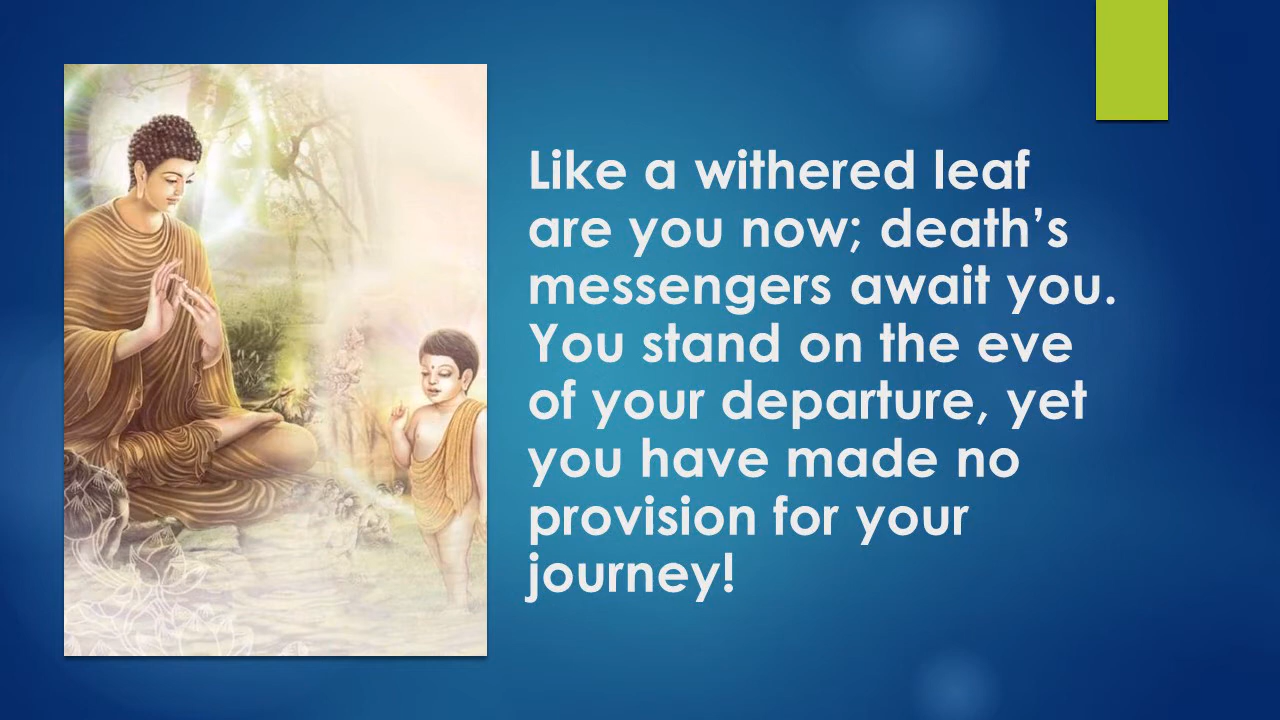 Like a withered leaf
are you now; death’s
messengers await you.
You stand on the eve
of your departure, yet
you have made no
provision for your
journey!